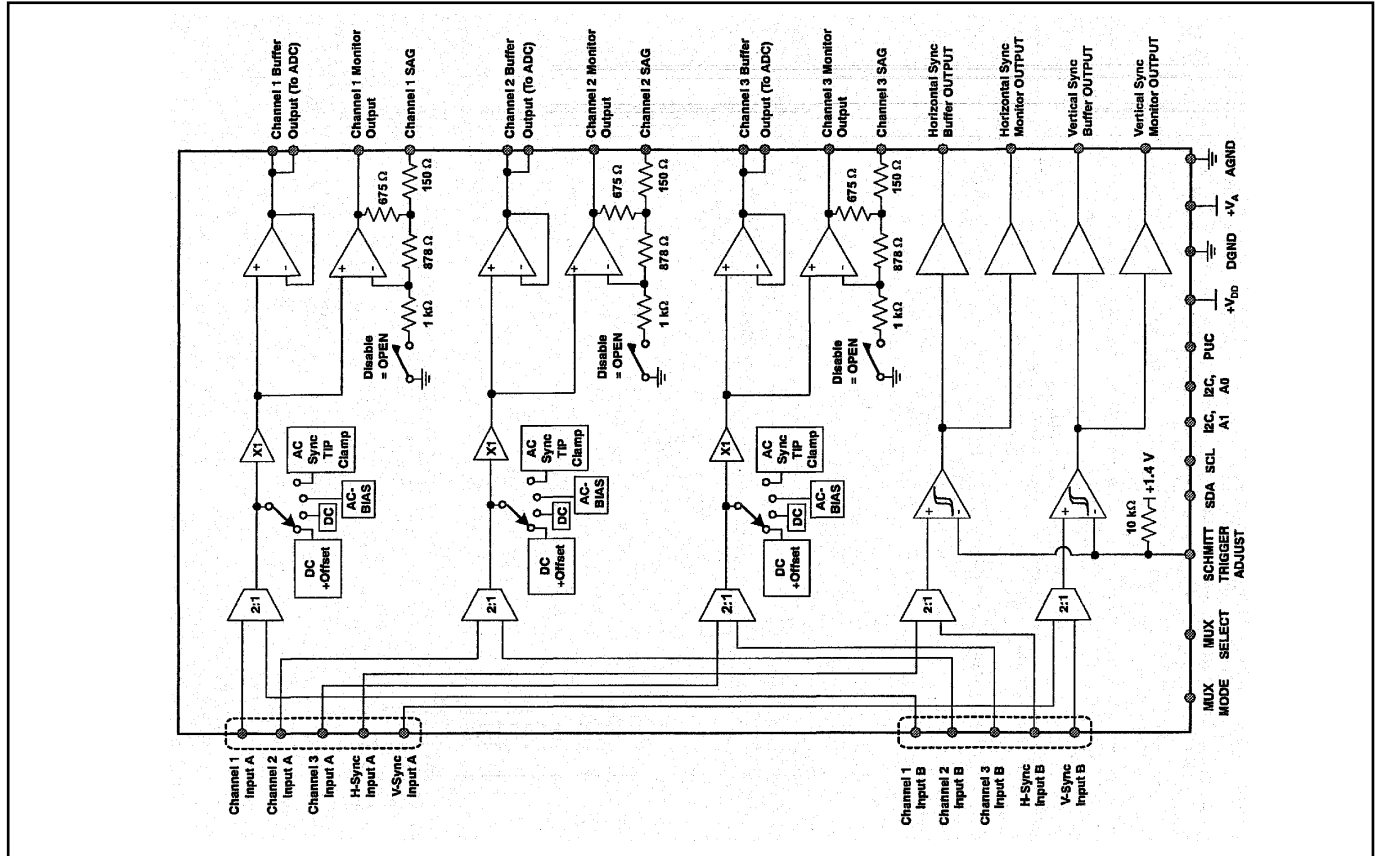 Channel 1
Input A
Channel 2
Input A
Channel 3
Input A
H-Sync
Input A
V-Sync
Input A
Channel 1
Input B
Channel 2
Input B
Channel 3
Input B
H-Sync
Input B
V-Sync
Input B
2:1
DC
+Offset
DC
AC-
BIAS
AC
Sync
TIP
Clamp
X1
Disable
= OPEN
+
-
+
-
1 kΩ
878 Ω
675 Ω
150 Ω
Channel 1 Buffer
Output (To ADC)
Channel 1 Monitor
Output
Channel 1 SAG
2:1
DC
+Offset
DC
AC-
BIAS
AC
Sync
TIP
Clamp
X1
Disable
= OPEN
+
-
+
-
1 kΩ
878 Ω
675 Ω
150 Ω
Channel 2 Buffer
Output (To ADC)
Channel 2 Monitor
Output
Channel 2 SAG
2:1
DC
+Offset
DC
AC-
BIAS
AC
Sync
TIP
Clamp
X1
Disable
= OPEN
+
-
+
-
1 kΩ
878 Ω
675 Ω
150 Ω
Channel 3 Buffer
Output (To ADC)
Channel 3 Monitor
Output
Channel 3 SAG
2:1
+
-
Horizontal Sync
Buffer OUTPUT
Horizontal Sync
Monitor OUTPUT
2:1
+
-
Vertical Sync
Buffer OUTPUT
Vertical Sync
Monitor OUTPUT
10 kΩ
+1.4 V
MUX
MODE
MUX
SELECT
SCHMITT
TRIGGER
ADJUST
SDA
SCL
I2C,
A1
I2C,
A0
PUC
+VDD
DGND
+VA
AGND